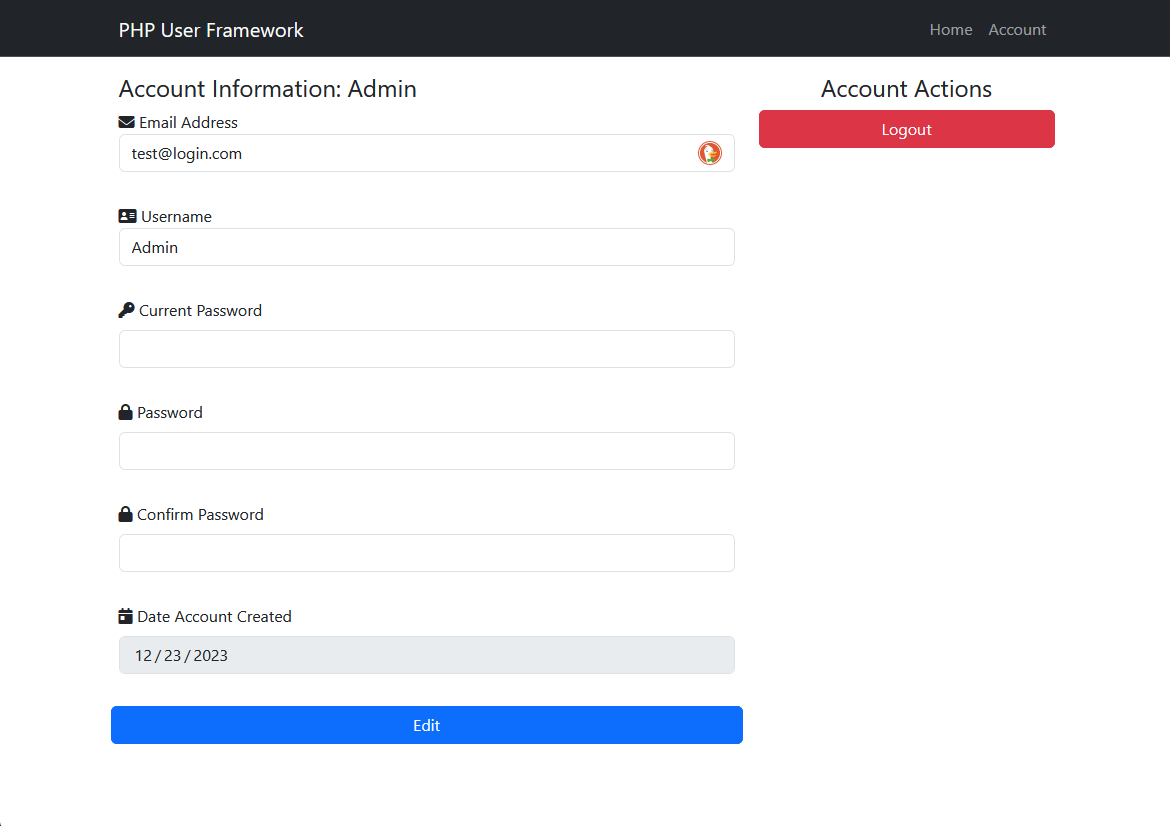 PHP User Framework
Home Account
Account Information: Admin
Email Address
test@login.com
Username
Admin
Current Password
Password
Confirm Password
Date Account Created
12/23/2023
Edit
Account Actions
Logout